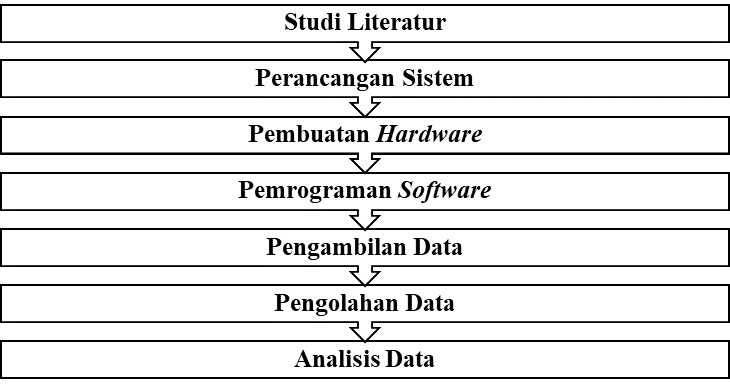 Studi Literatur
Perancangan Sistem
Pembuatan Hardware
Pemrograman Software
Pengambilan Data
Pengolahan Data
Analisis Data